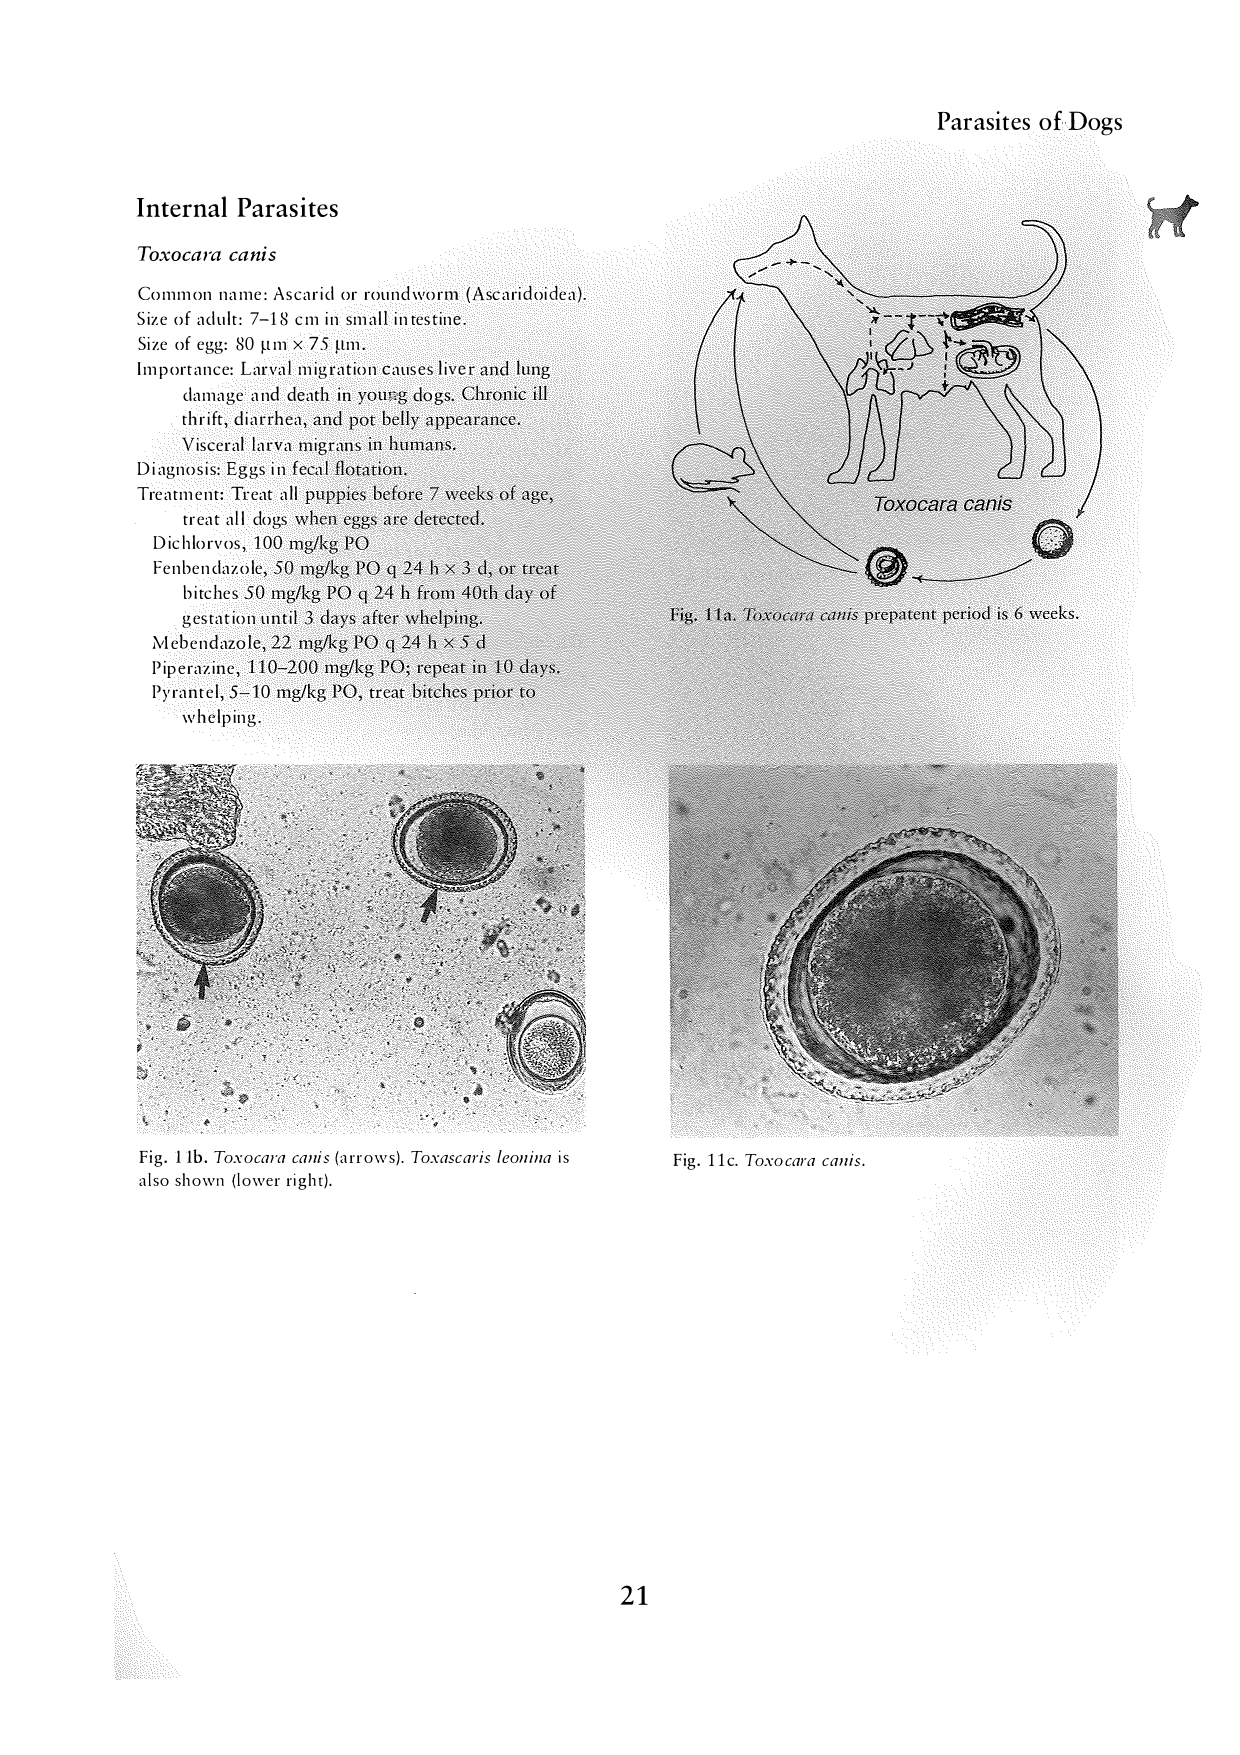 Parasites of Dogs
Internal Parasites
Toxocara canis
Common name: Ascarid or roundworm (Ascaridoidea).
Size of adult: 7–18 cm in small intestine.
Size of egg: 80 μm × 75 μm.
Importance: Larval migration causes liver and lung
damage and death in young dogs. Chronic ill
thrift, diarrhea, and pot belly appearance.
Visceral larva migrans in humans.
Diagnosis: Eggs in fecal flotation.
Treatment: Treat all puppies before 7 weeks of age,
treat all dogs when eggs are detected.
Dichlorvos, 100 mg/kg PO
Fenbendazole, 50 mg/kg PO q 24 h × 3 d, or treat
bitches 50 mg/kg PO q 24 h from 40th day of
gestation until 3 days after whelping.
Mebendazole, 22 mg/kg PO q 24 h × 5 d
Piperazine, 110–200 mg/kg PO; repeat in 10 days.
Pyrantel, 5–10 mg/kg PO, treat bitches prior to
whelping.
Toxocara canis
Fig. 11a. Toxocara canis prepatent period is 6 weeks.
Fig. 11b. Toxocara canis (arrows). Toxascaris leonina is
also shown (lower right).
Fig. 11c. Toxocara canis.
21